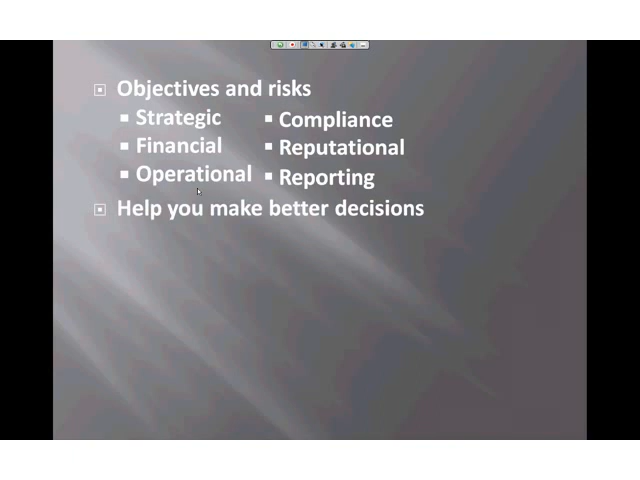 Objectives and risks
Strategic
Financial
Operational
Compliance
Reputational
Reporting
Help you make better decisions